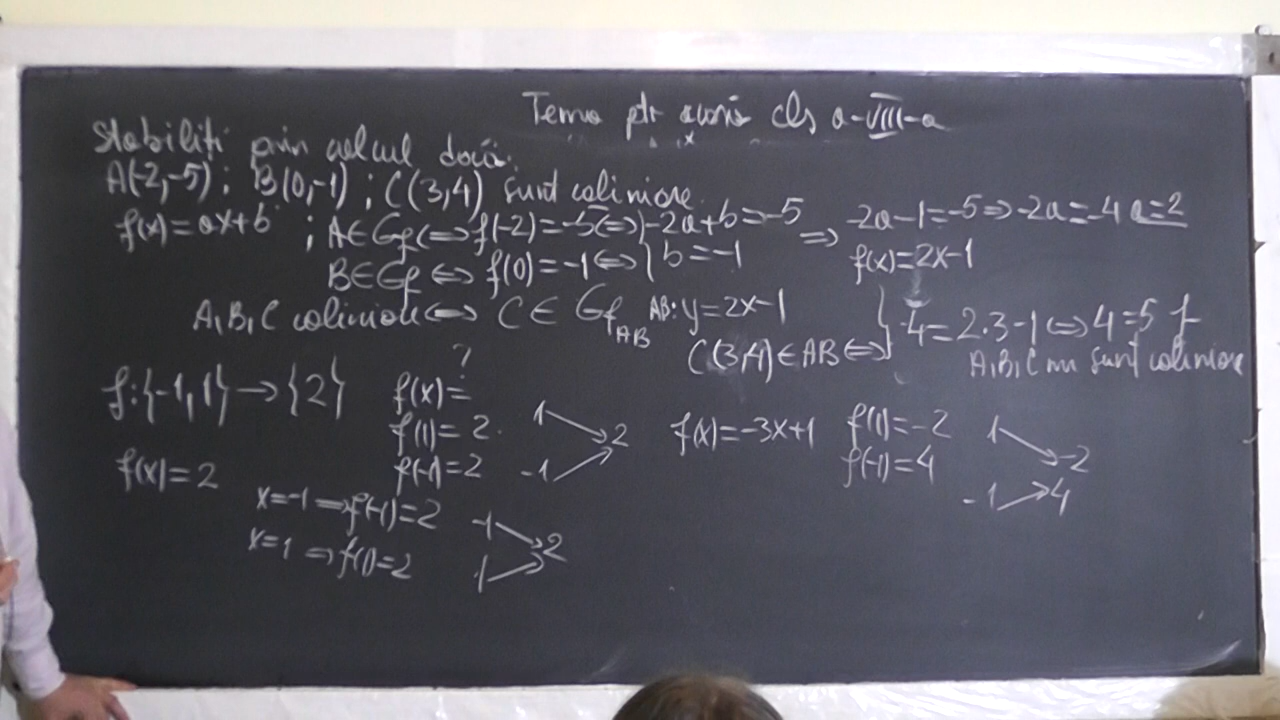 Tema ptr cls a-VIII-a
Stabiliti prin calcul dacă
A(-2,-5); B(0,-1); C(3,4) sunt coliniare
f(x)=ax+b ; A∈Gf⇔f(-2)=-5⇔{-2a+b=-5 ⇒ -2a-1=-5⇒-2a=-4 a=2
B∈Gf⇔f(0)=-1⇔{b=-1 f(x)=2x-1
A,B,C coliniare⇔ C∈Gf AB AB: y=2x-1
C(3,4)∈AB⇔} 4=2·3-1⇔4=5 f
A,B,C nu sunt coliniare
f:{-1,1}→{2} f(x)=?
f(1)=2 1→2 f(x)=-3x+1 f(1)=-2 1→-2
f(x)=2 f(-1)=2 -1→2 f(-1)=4 -1→4
x=-1⇒f(-1)=2 -1→2
x=1⇒f(1)=2 1→2